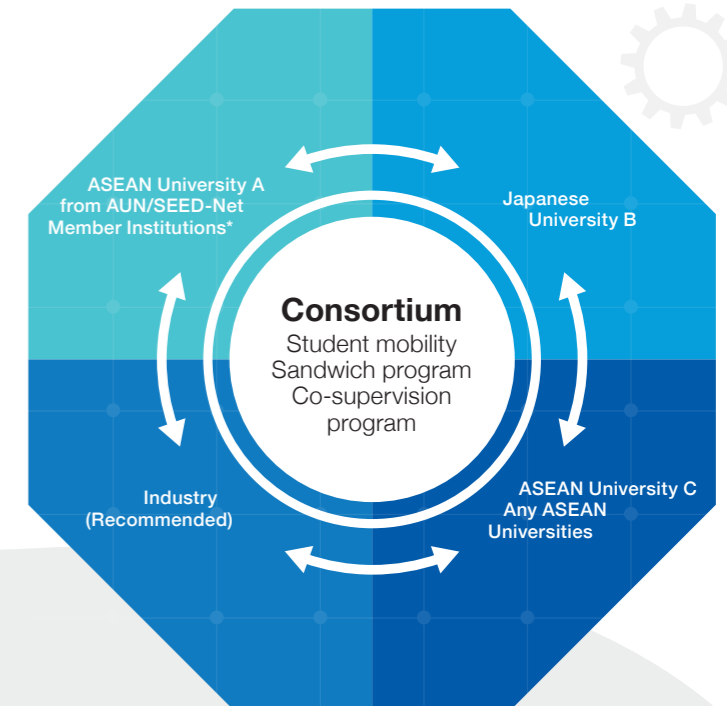 ASEAN University A
from AUN/SEED-Net
Member Institutions*
Japanese
University B
Consortium
Student mobility
Sandwich program
Co-supervision
program
Industry
(Recommended)
ASEAN University C
Any ASEAN
Universities